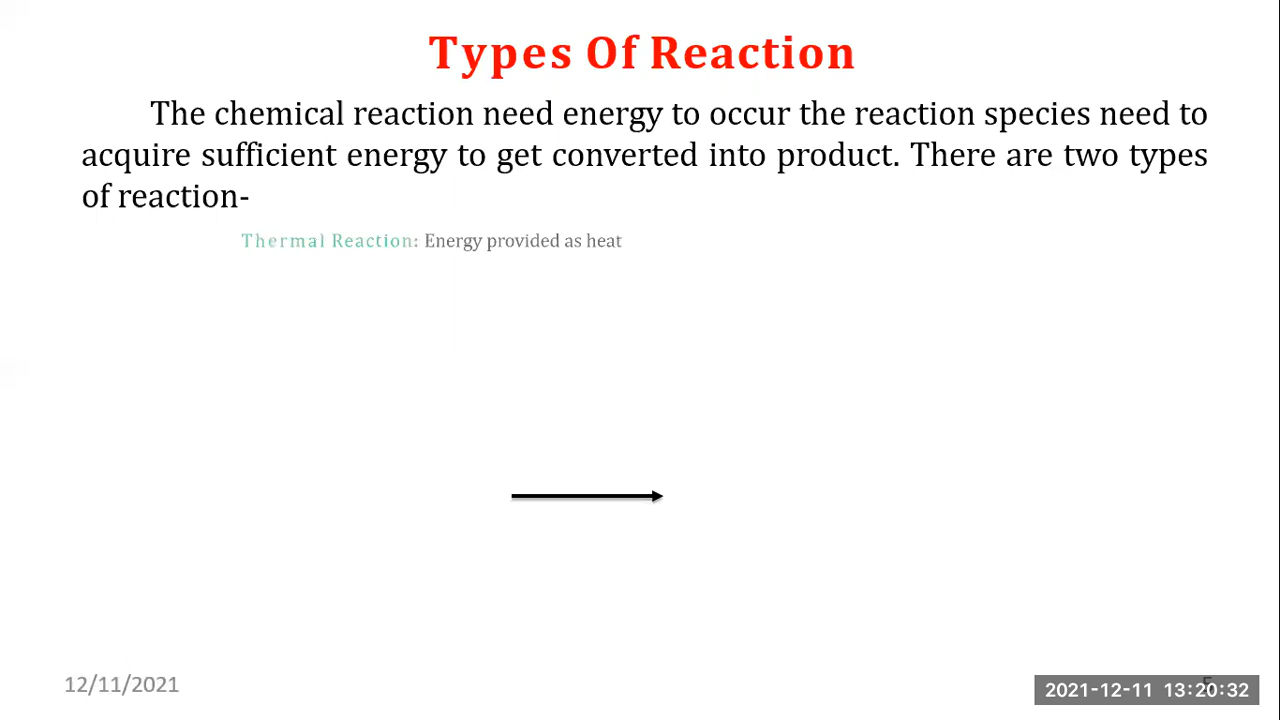 Types Of Reaction
The chemical reaction need energy to occur the reaction species need to
acquire sufficient energy to get converted into product. There are two types
of reaction-
Thermal Reaction: Energy provided as heat
12/11/2021
5
2021-12-11 13:20:32